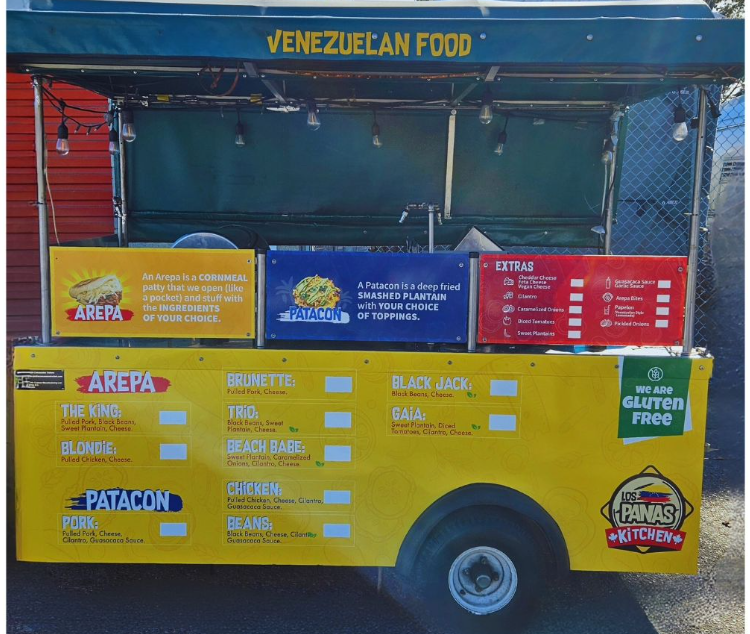 VENEZUELAN FOOD
An Arepa is a CORNMEAL
patty that we open (like
a pocket) and stuff with
the INGREDIENTS
OF YOUR CHOICE.
AREPA
A Patacon is a deep fried
SMASHED PLANTAIN
with YOUR CHOICE
OF TOPPINGS.
PATACON
EXTRAS
Cheddar Cheese
Feta Cheese
Vegan Cheese
Cilantro
Caramelized Onions
Diced Tomatoes
Sweet Plantains
Guasacaca Sauce
Garlic Sauce
Arepa Bites
Papelon
Pickled Onions
AREPA
THE KING:
Pulled Pork, Black Beans,
Sweet Plantain, Cheese.
BLONDIE:
Pulled Chicken, Cheese.
BRUNETTE:
Pulled Pork, Cheese.
TRIO:
Black Beans, Sweet
Plantain, Cheese.
BEACH BABE:
Sweet Plantain, Caramelized
Onions, Cilantro, Cheese
BLACK JACK:
Black Beans, Cheese.
GAIA:
Sweet Plantain, Diced
Tomatoes, Cilantro, Cheese.
PATACON
PORK:
Pulled Pork, Cheese,
Cilantro, Guasacaca Sauce.
CHICKEN:
Pulled Chicken, Cheese, Cilantro,
Guasacaca Sauce.
BEANS:
Black Beans, Cheese, Cilantro
Guasacaca Sauce.
WE ARE
GLUTEN
FREE
LOS
PANAS
KITCHEN